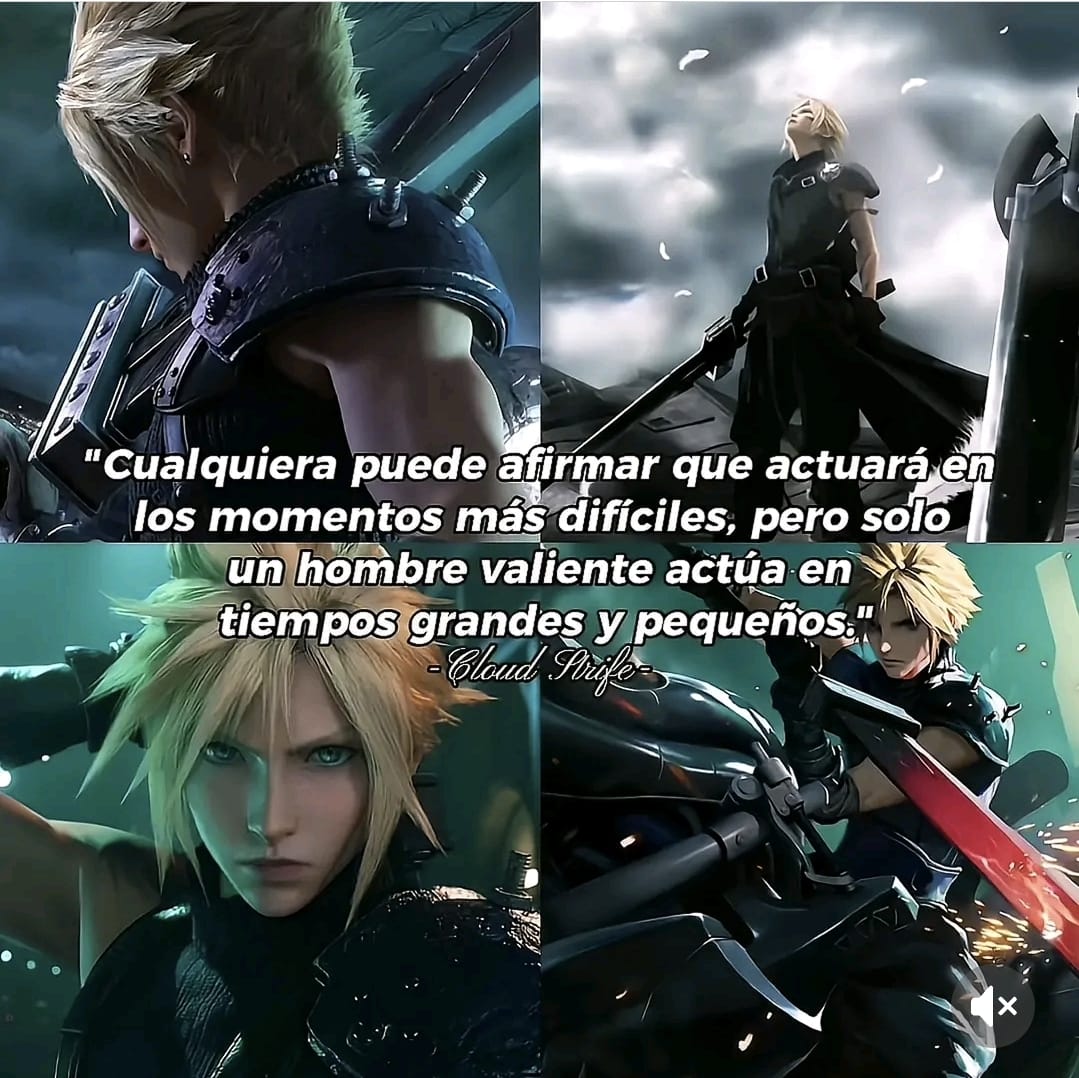 "Cualquiera puede afirmar que actuará en
los momentos más difíciles, pero solo
un hombre valiente actúa en
tiempos grandes y pequeños."
-Cloud Strife-